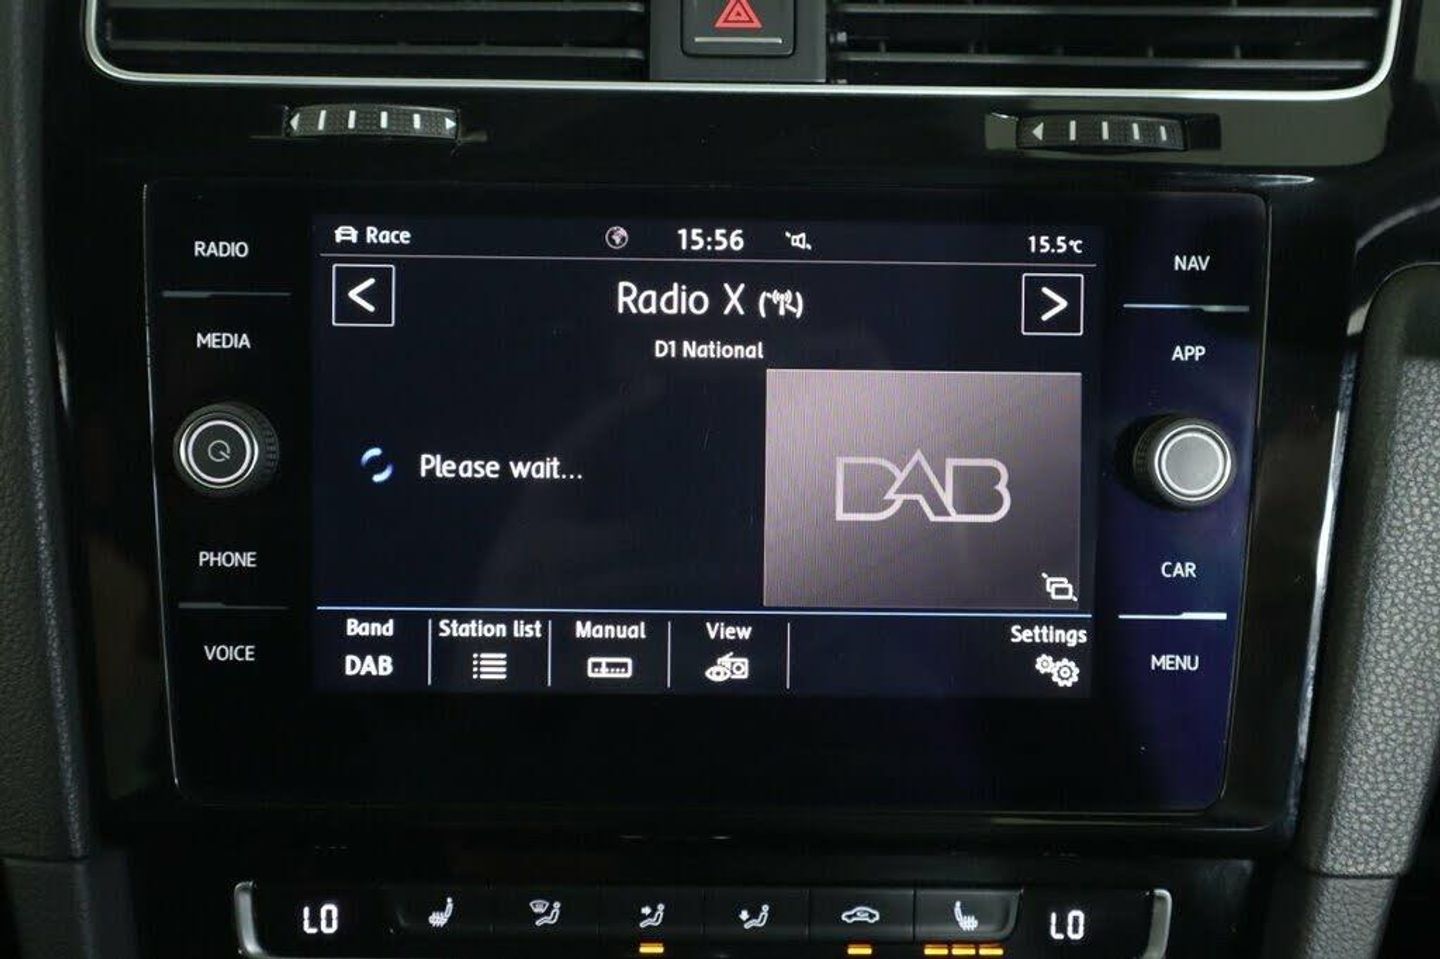 Race 15:56 15.5°C
RADIO
NAV
Radio X
MEDIA
APP
D1 National
Please wait...
DAB
PHONE
CAR
Band Station list Manual View Settings
DAB
VOICE
MENU
LO LO